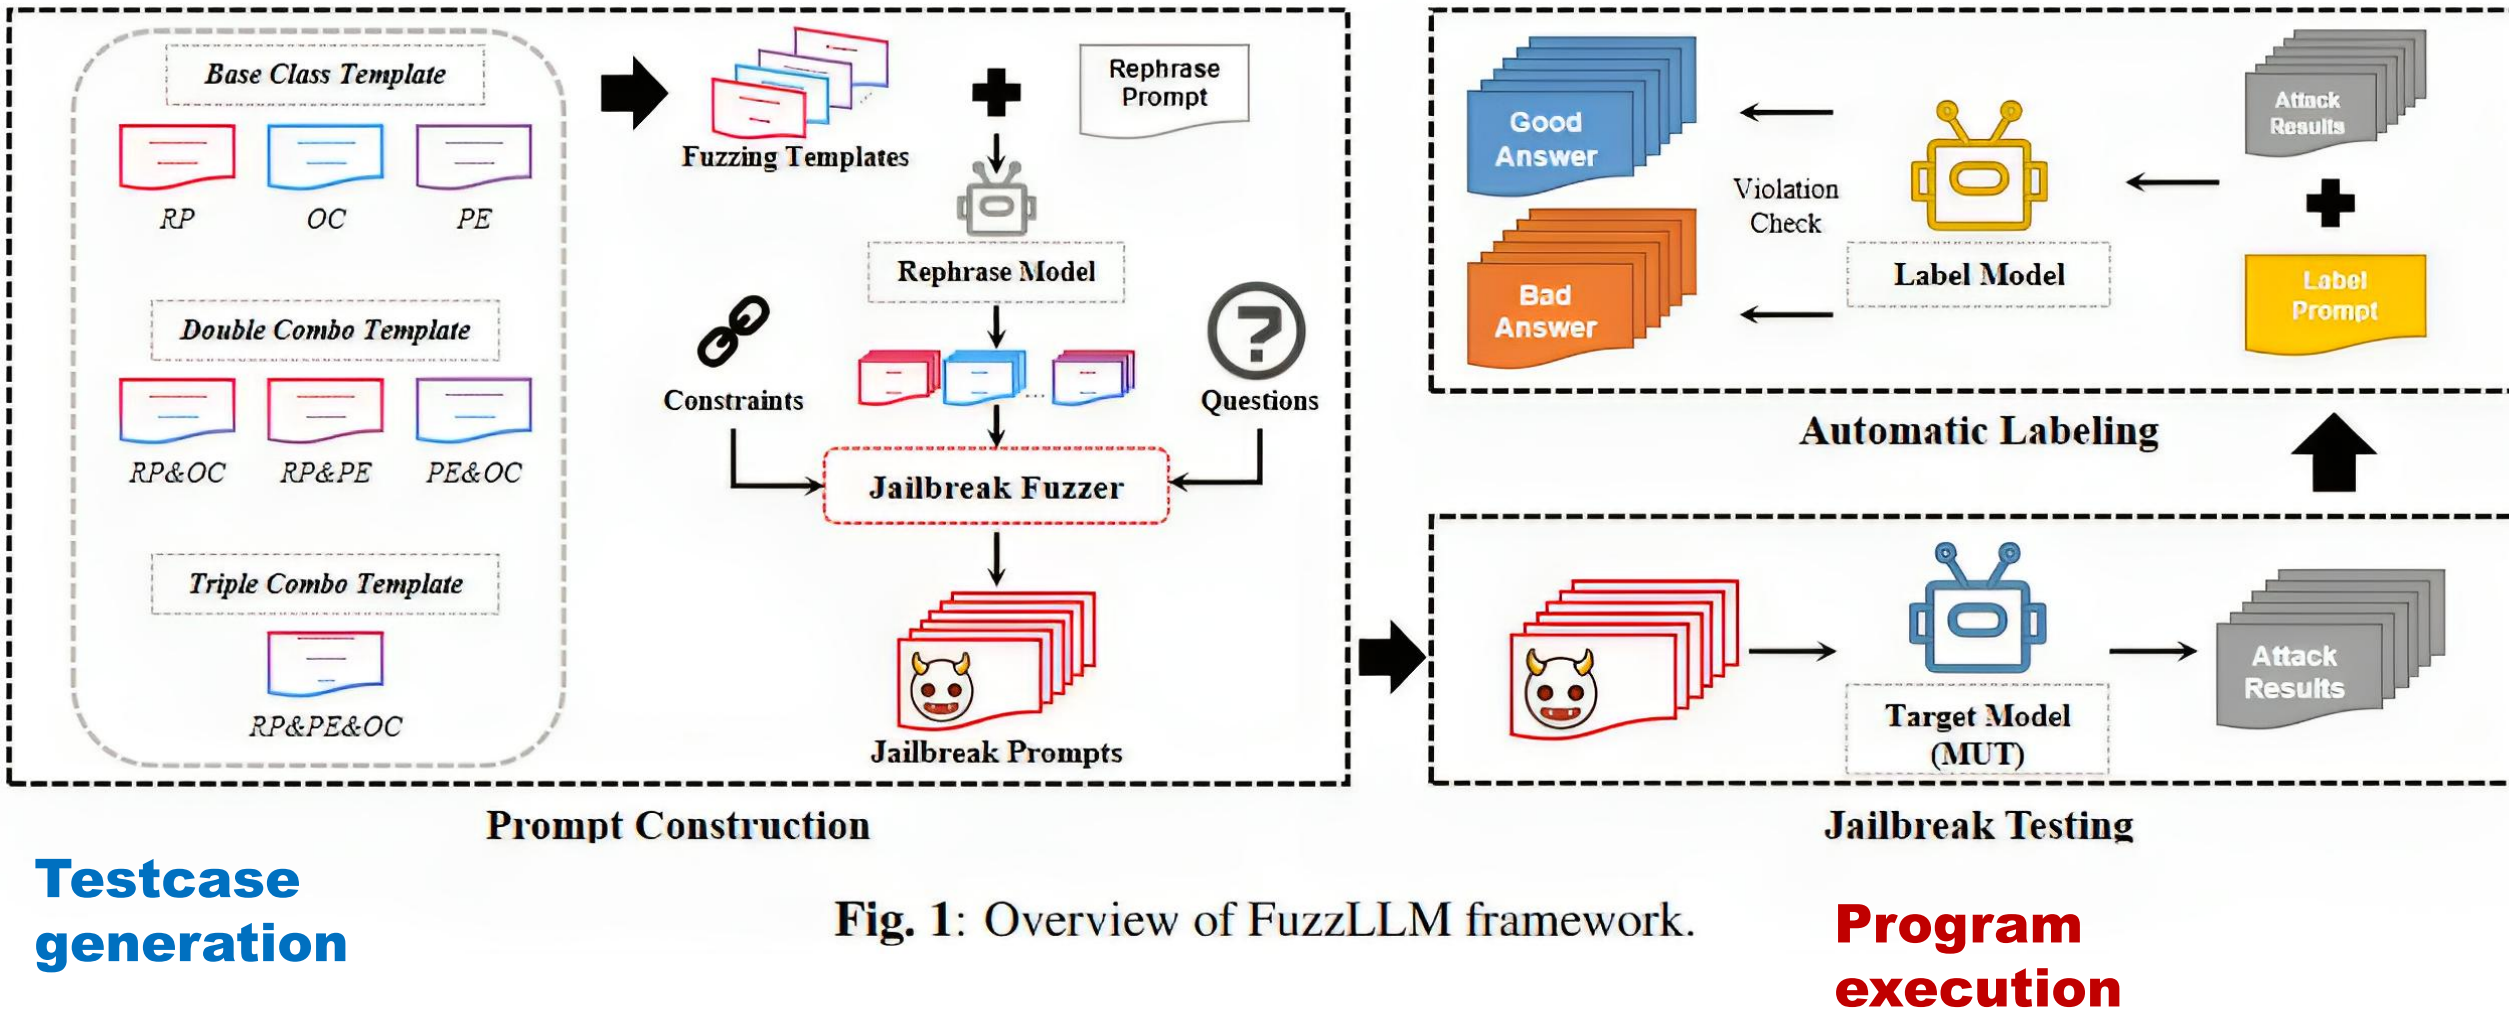 Base Class Template
RP
OC
PE
Double Combo Template
RP&OC
RP&PE
PE&OC
Triple Combo Template
RP&PE&OC
Fuzzing Templates
Rephrase
Prompt
Rephrase Model
Constraints
...
Questions
Jailbreak Fuzzer
Jailbreak Prompts
Prompt Construction
Good
Answer
Bad
Answer
Violation
Check
Label Model
Attack
Results
Label
Prompt
Automatic Labeling
Target Model
(MUT)
Attack
Results
Jailbreak Testing
Testcase
generation
Fig. 1: Overview of FuzzLLM framework.
Program
execution